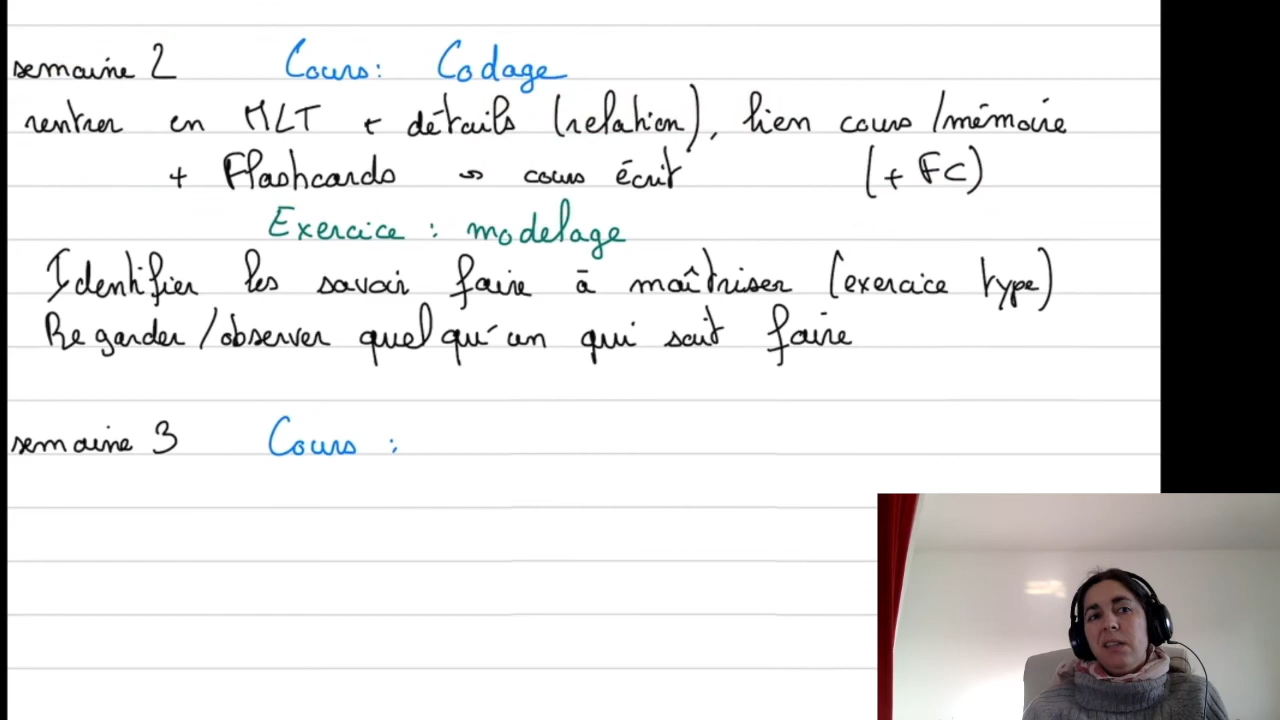 semaine 2 Cours: Codage
rentrer en MLT + détails (relation), lien cours/mémoire
+ Flashcards ⇝ cours écrit (+ FC)
Exercice : modelage
Identifier les savoir faire à maîtriser (exercice type)
Regarder/observer quelqu'un qui sait faire
semaine 3 Cours :